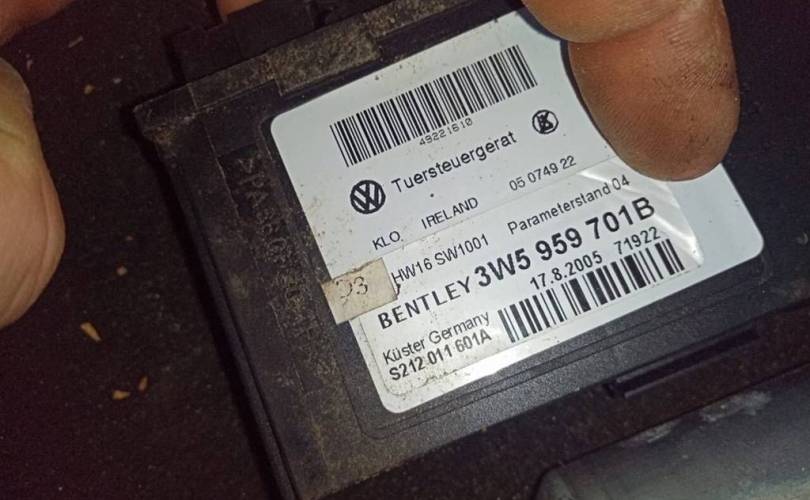 49221610
Tuersteuergerat
KLO. IRELAND 05 0749 22
HW16 SW1001 Parameterstand 04
BENTLEY 3W5 959 701B
17.8.2005 71922
Küster Germany
S212 011 601A
93